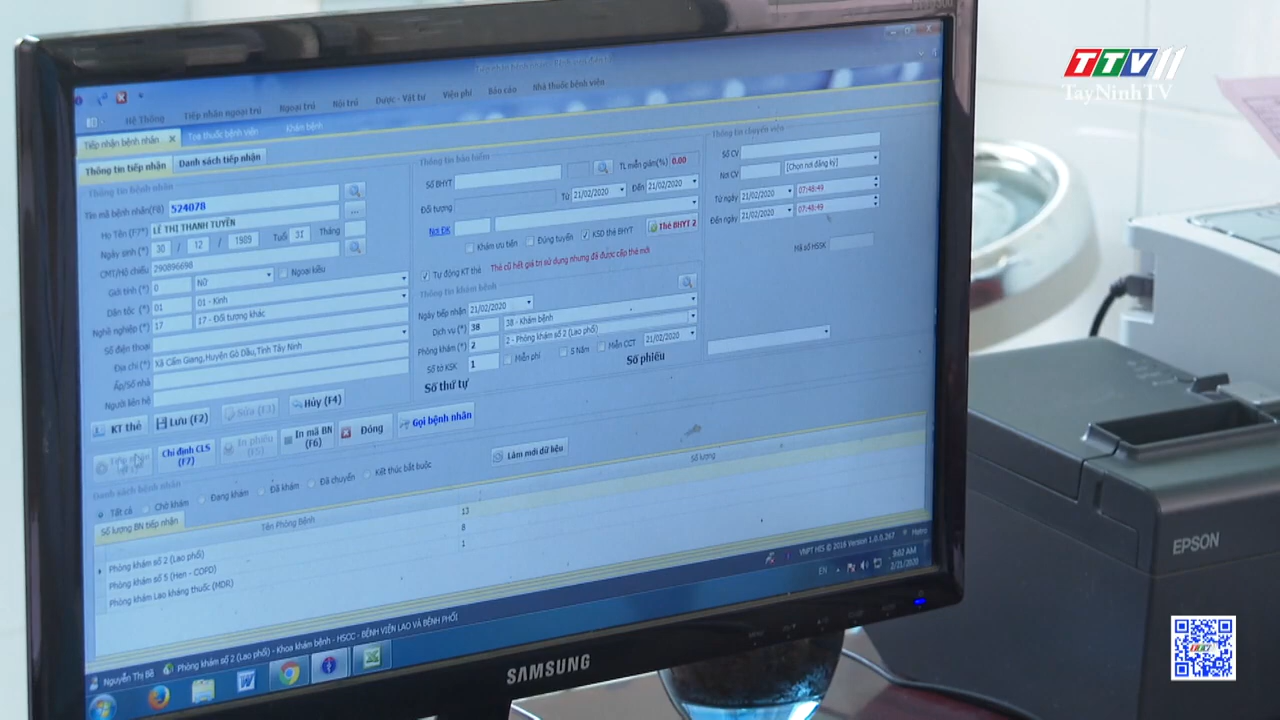 TTV11
TayNinhTV
Hệ Thống Tiếp nhận ngoại trú Ngoại trú Nội trú Dược - Vật tư Viện phí Báo cáo Nhà thuốc bệnh viện
Tiếp nhận bệnh nhân Toa thuốc bệnh viện Khám bệnh
Thông tin tiếp nhận Danh sách tiếp nhận
Thông tin bệnh nhân
Tìm mã bệnh nhân(F8) 524078
Họ Tên (F7*) LÊ THỊ THANH TUYỀN
Ngày sinh (*) 30 / 12 / 1989 Tuổi 31 Tháng
CMT/Hộ chiếu 290896698
Giới tính (*) 0 Nữ Ngoại kiều
Dân tộc (*) 01 01 - Kinh
Nghề nghiệp (*) 17 17 - Đối tượng khác
Số điện thoại
Địa chỉ (*) Xã Cẩm Giang,Huyện Gò Dầu,Tỉnh Tây Ninh
Ấp/Số nhà
Người liên hệ
Thông tin bảo hiểm
Số BHYT TL miễn giảm(%) 0.00
Đối tượng Từ 21/02/2020 Đến 21/02/2020
Nơi ĐK
Khám ưu tiên Đúng tuyến KSD thẻ BHYT Thẻ BHYT 2
Tự động KT thẻ Thẻ cũ hết giá trị sử dụng nhưng đã được cấp thẻ mới
Thông tin khám bệnh
Ngày tiếp nhận 21/02/2020
Dịch vụ (*) 38 38 - Khám bệnh
Phòng khám (*) 2 2 - Phòng khám số 2 (Lao phổi)
Số tờ KSK 1 Miễn phí 5 Năm Miễn CCT 21/02/2020
Số thứ tự Số phiếu
Thông tin chuyển viện
Số CV
Nơi CV [Chọn nơi đăng ký]
Từ ngày 21/02/2020 07:48:49
Đến ngày 21/02/2020 07:48:49
Mã số HSSK
KT thẻ Lưu (F2) Sửa (F3) Hủy (F4)
Chỉ định CLS (F7) In phiếu (F5) In mã BN (F6) Đóng Gọi bệnh nhân
Danh sách bệnh nhân
Tất cả Chờ khám Đang khám Đã khám Đã chuyển Kết thúc bắt buộc Làm mới dữ liệu
Số lượng BN tiếp nhận
Tên Phòng Bệnh Số lượng
Phòng khám số 2 (Lao phổi) 13
Phòng khám số 5 (Hen - COPD) 8
Phòng khám Lao kháng thuốc (MDR) 1
Nguyễn Thị Bê Phòng khám số 2 (Lao phổi) - Khoa khám bệnh - HSCC - BỆNH VIỆN LAO VÀ BỆNH PHỔI VNPT HIS © 2016 Version 1.0.0.267 Metro
EN 9:02 AM
2/21/2020
SAMSUNG
EPSON